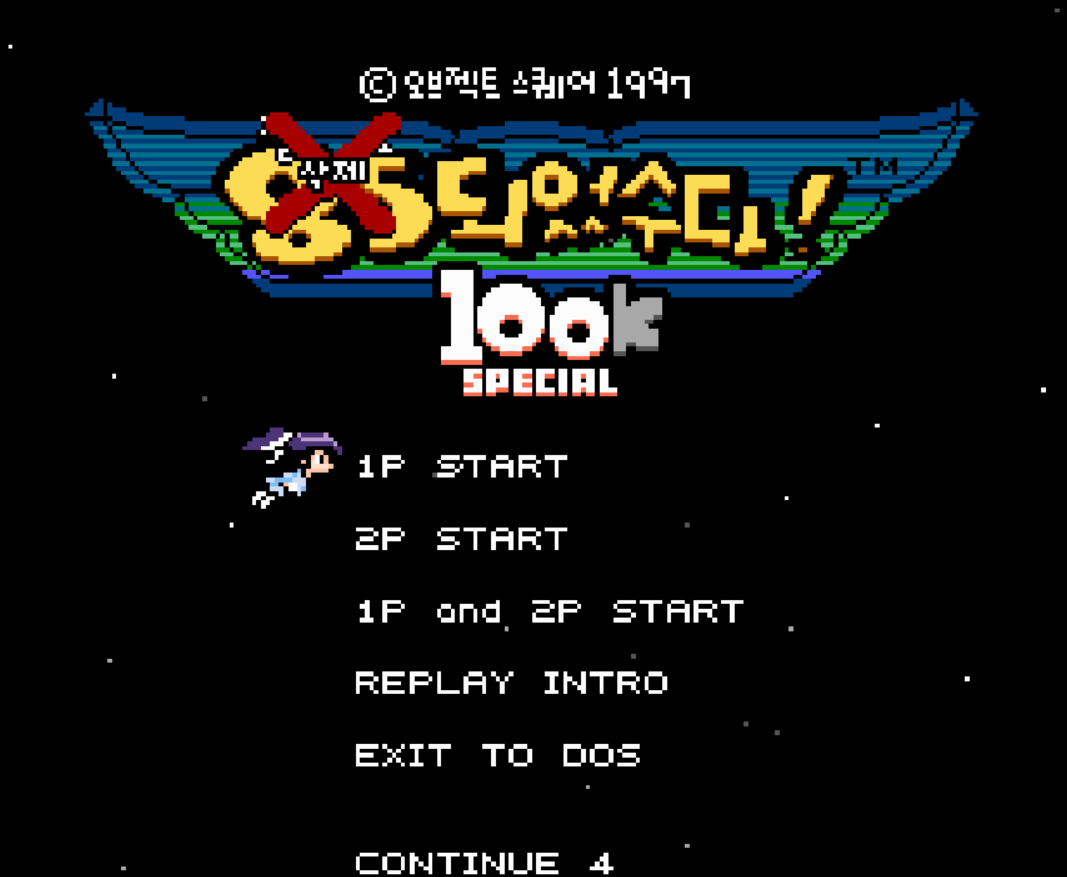 © 오브젝트 스퀘어 1997
삭제
85되었수다! TM
100k
SPECIAL
1P START
2P START
1P and 2P START
REPLAY INTRO
EXIT TO DOS
CONTINUE 4